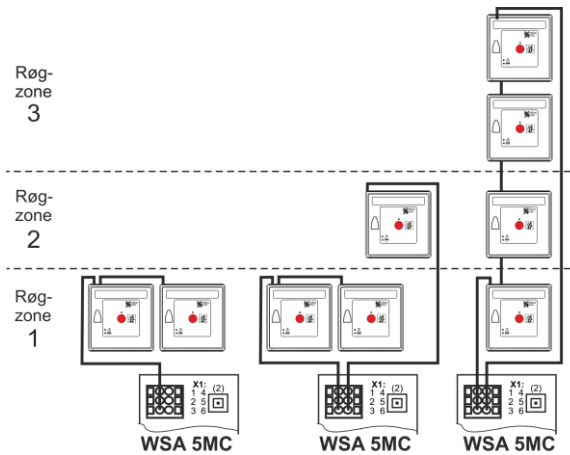 Røg-
zone
3
Røg-
zone
2
Røg-
zone
1
X1:
1 4
2 5
3 6
(2)
WSA 5MC
X1:
1 4
2 5
3 6
(2)
WSA 5MC
X1:
1 4
2 5
3 6
(2)
WSA 5MC